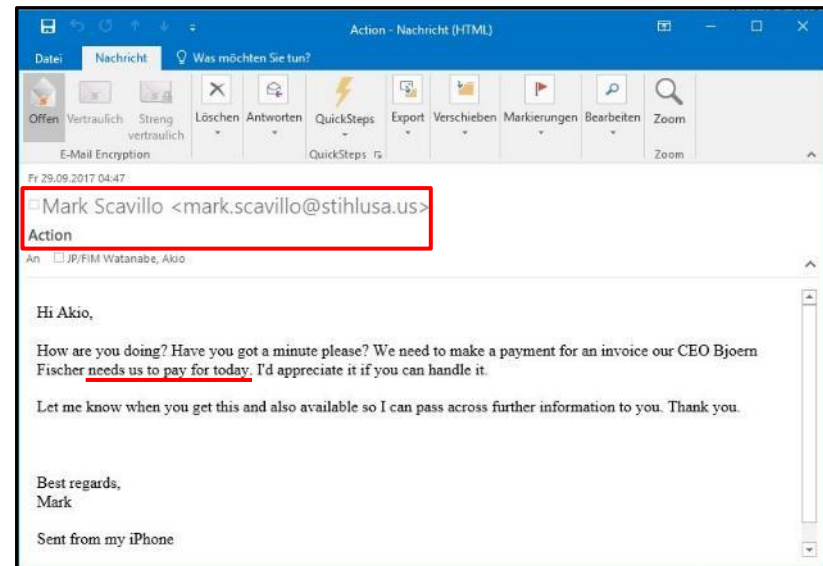 Action - Nachricht (HTML)
Datei Nachricht Was möchten Sie tun?
Offen Vertraulich Streng vertraulich Löschen Antworten QuickSteps Export Verschieben Markierungen Bearbeiten Zoom
E-Mail Encryption QuickSteps Zoom
Fr 29.09.2017 04:47
Mark Scavillo <mark.scavillo@stihlusa.us>
Action
An JP/FIM Watanabe, Akio
Hi Akio,
How are you doing? Have you got a minute please? We need to make a payment for an invoice our CEO Bjoern
Fischer needs us to pay for today. I'd appreciate it if you can handle it.
Let me know when you get this and also available so I can pass across further information to you. Thank you.
Best regards,
Mark
Sent from my iPhone